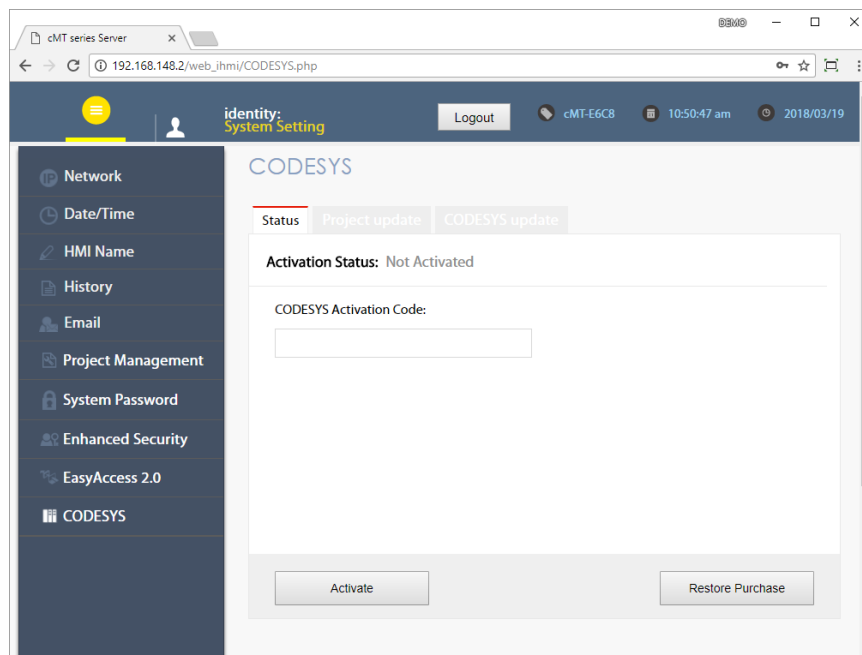 DEMO
cMT series Server
192.168.148.2/web_ihmi/CODESYS.php
identity:
System Setting
Logout
cMT-E6C8
10:50:47 am
2018/03/19
IP Network
Date/Time
HMI Name
History
Email
Project Management
System Password
Enhanced Security
EasyAccess 2.0
CODESYS
CODESYS
Status Project update CODESYS update
Activation Status: Not Activated
CODESYS Activation Code:
Activate Restore Purchase